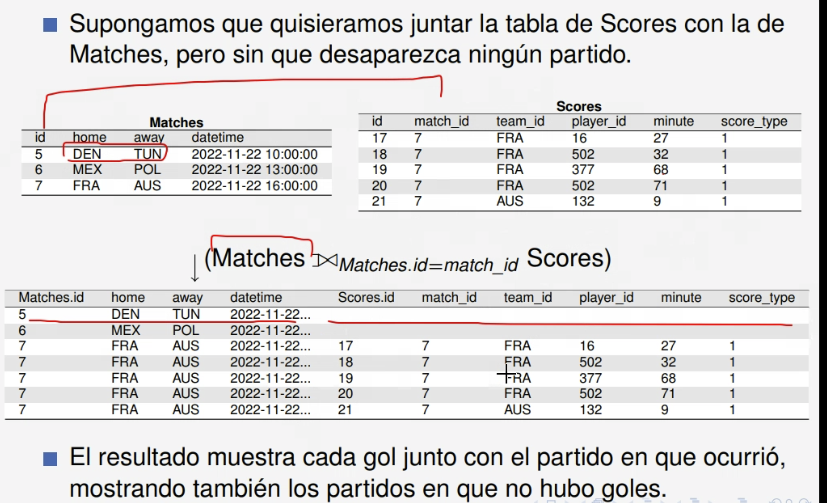 Supongamos que quisieramos juntar la tabla de Scores con la de
Matches, pero sin que desaparezca ningún partido.
Matches
id home away datetime
5 DEN TUN 2022-11-22 10:00:00
6 MEX POL 2022-11-22 13:00:00
7 FRA AUS 2022-11-22 16:00:00
Scores
id match_id team_id player_id minute score_type
17 7 FRA 16 27 1
18 7 FRA 502 32 1
19 7 FRA 377 68 1
20 7 FRA 502 71 1
21 7 AUS 132 9 1
↓ (Matches ⟕Matches.id=match_id Scores)
Matches.id home away datetime Scores.id match_id team_id player_id minute score_type
5 DEN TUN 2022-11-22...
6 MEX POL 2022-11-22...
7 FRA AUS 2022-11-22... 17 7 FRA 16 27 1
7 FRA AUS 2022-11-22... 18 7 FRA 502 32 1
7 FRA AUS 2022-11-22... 19 7 FRA 377 68 1
7 FRA AUS 2022-11-22... 20 7 FRA 502 71 1
7 FRA AUS 2022-11-22... 21 7 AUS 132 9 1
El resultado muestra cada gol junto con el partido en que ocurrió,
mostrando también los partidos en que no hubo goles.